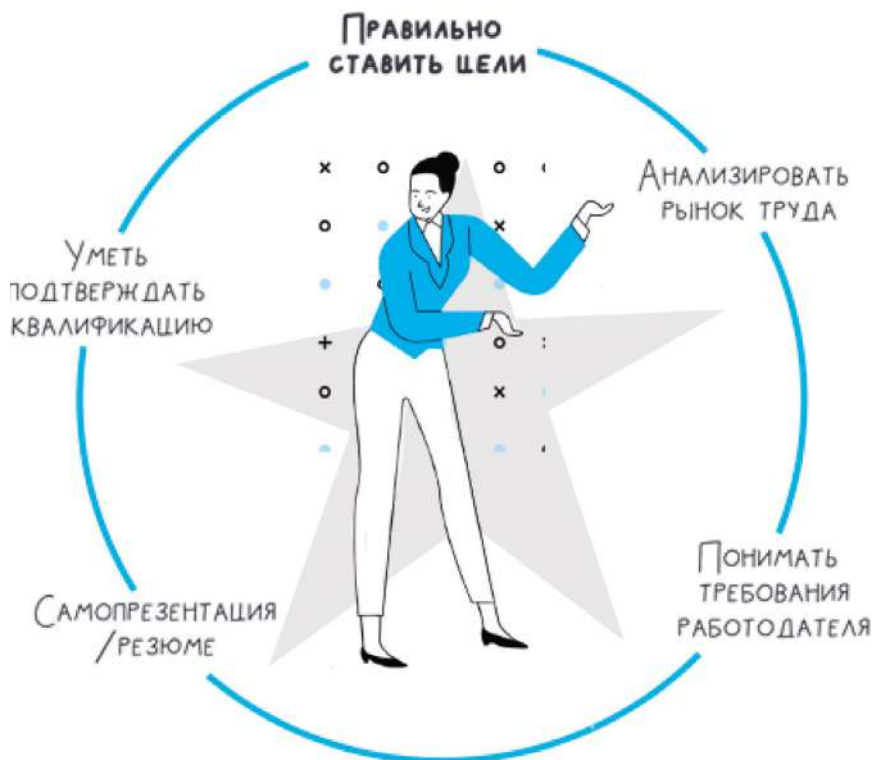 Правильно
ставить цели
Анализировать
рынок труда
Понимать
требования
работодателя
Самопрезентация
/резюме
Уметь
подтверждать
квалификацию